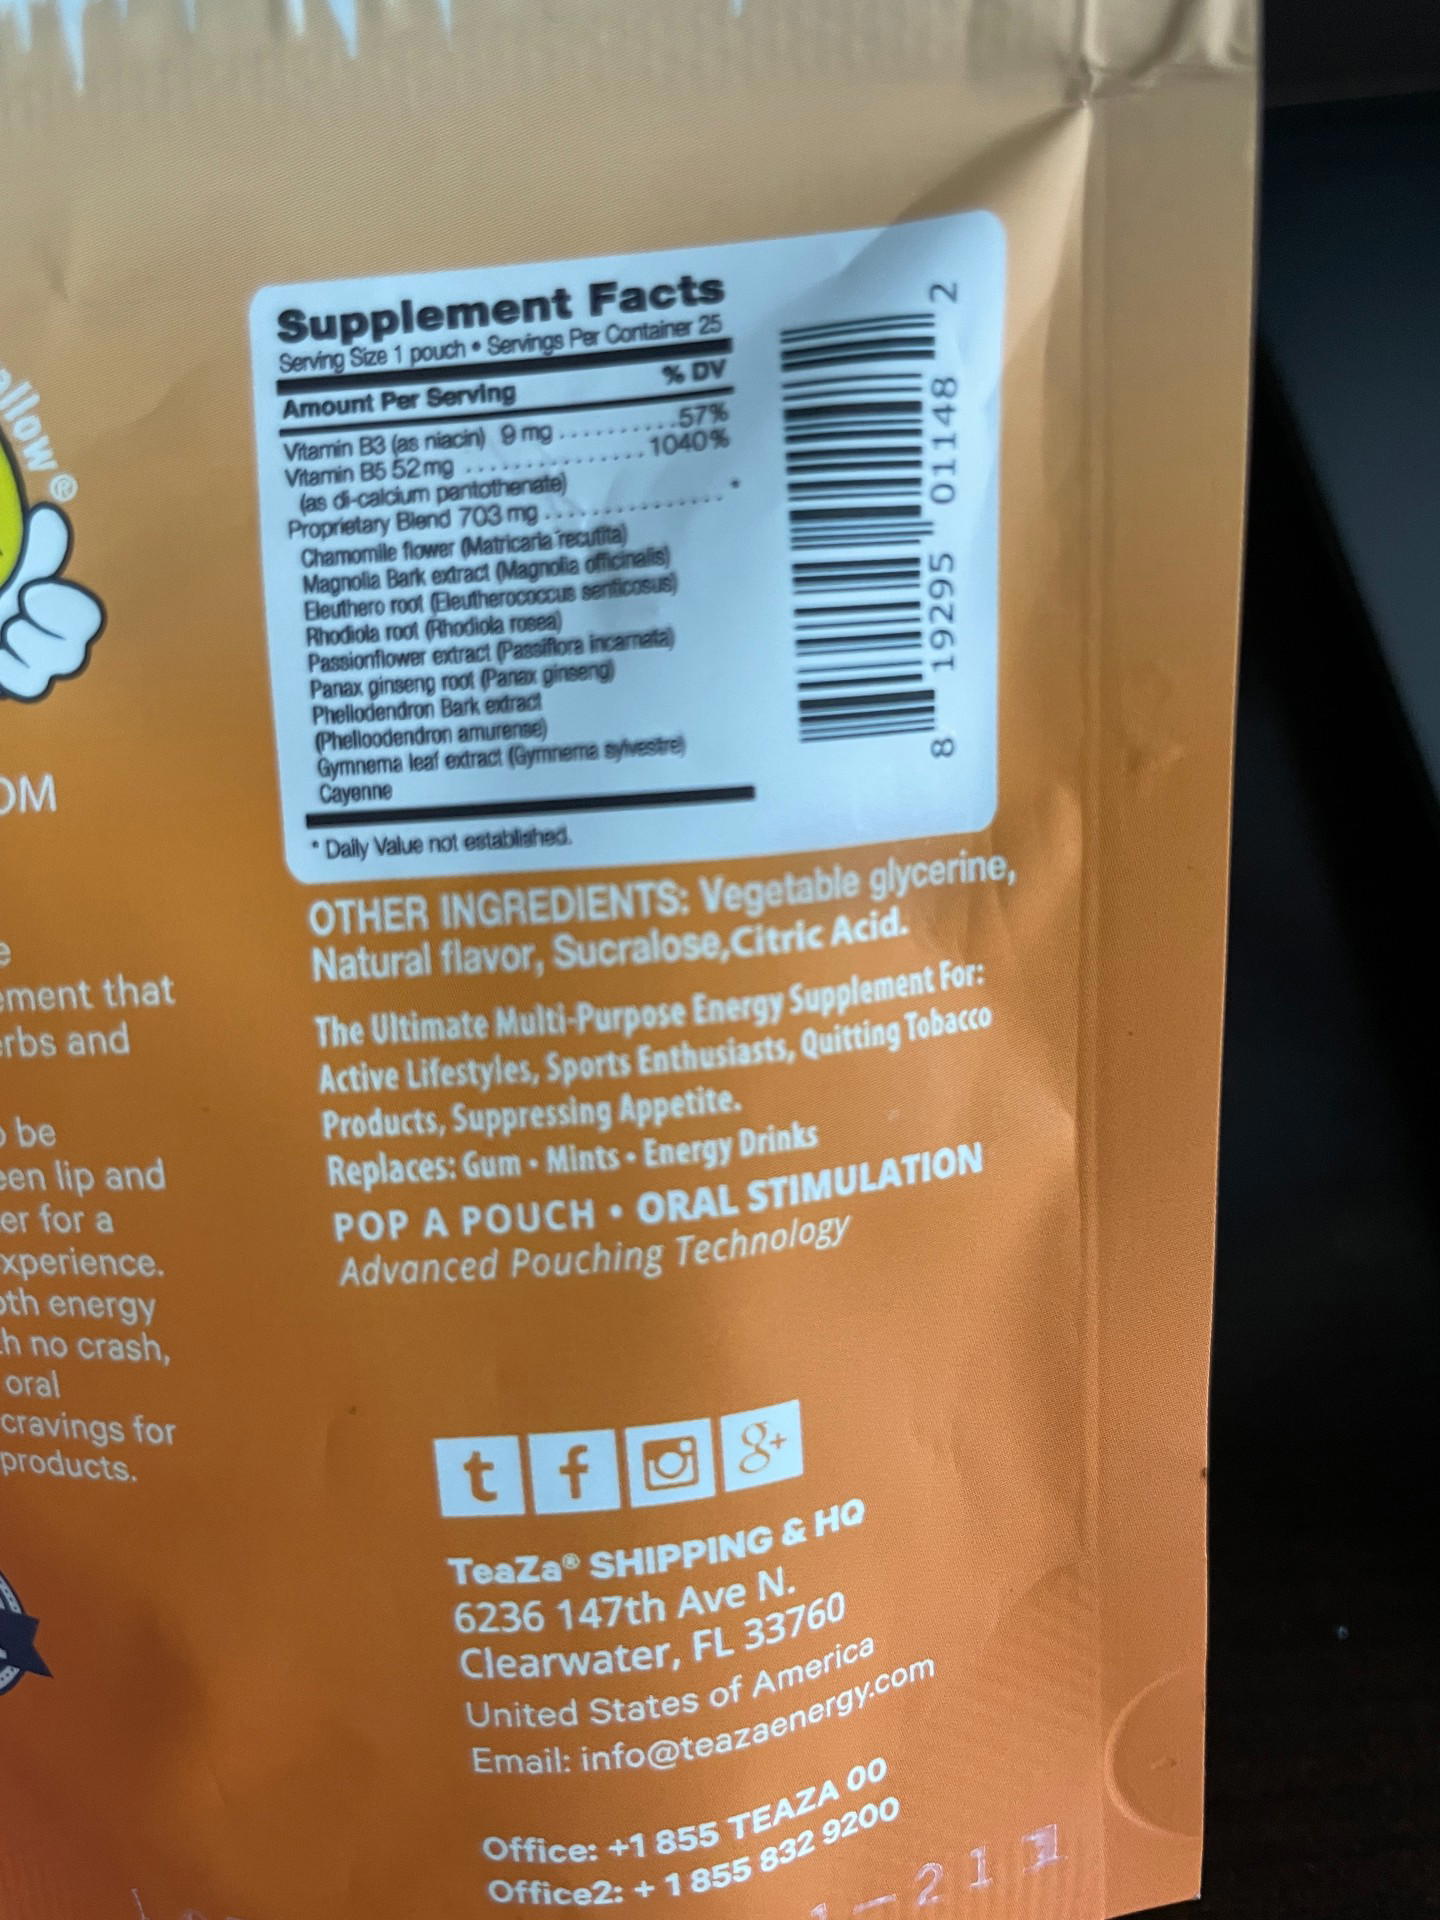 allow®
OM
ement that
erbs and
be
een lip and
er for a
xperience.
oth energy
h no crash,
oral
cravings for
products.
Supplement Facts
Serving Size 1 pouch • Servings Per Container 25
Amount Per Serving % DV
Vitamin B3 (as niacin) 9 mg ..........57%
Vitamin B5 52mg ...............1040%
(as di-calcium pantothenate)
Proprietary Blend 703 mg ..............*
Chamomile flower (Matricaria recutita)
Magnolia Bark extract (Magnolia officinalis)
Eleuthero root (Eleutherococcus senticosus)
Rhodiola root (Rhodiola rosea)
Passionflower extract (Passiflora incarnata)
Panax ginseng root (Panax ginseng)
Phellodendron Bark extract
(Phelloodendron amurense)
Gymnema leaf extract (Gymnema sylvestre)
Cayenne
* Daily Value not established.
8 19295 01148 2
OTHER INGREDIENTS: Vegetable glycerine,
Natural flavor, Sucralose,Citric Acid.
The Ultimate Multi-Purpose Energy Supplement For:
Active Lifestyles, Sports Enthusiasts, Quitting Tobacco
Products, Suppressing Appetite.
Replaces: Gum • Mints • Energy Drinks
POP A POUCH • ORAL STIMULATION
Advanced Pouching Technology
t f g+
TeaZa® SHIPPING & HQ
6236 147th Ave N.
Clearwater, FL 33760
United States of America
Email: info@teazaenergy.com
Office: +1 855 TEAZA 00
Office2: + 1 855 832 9200